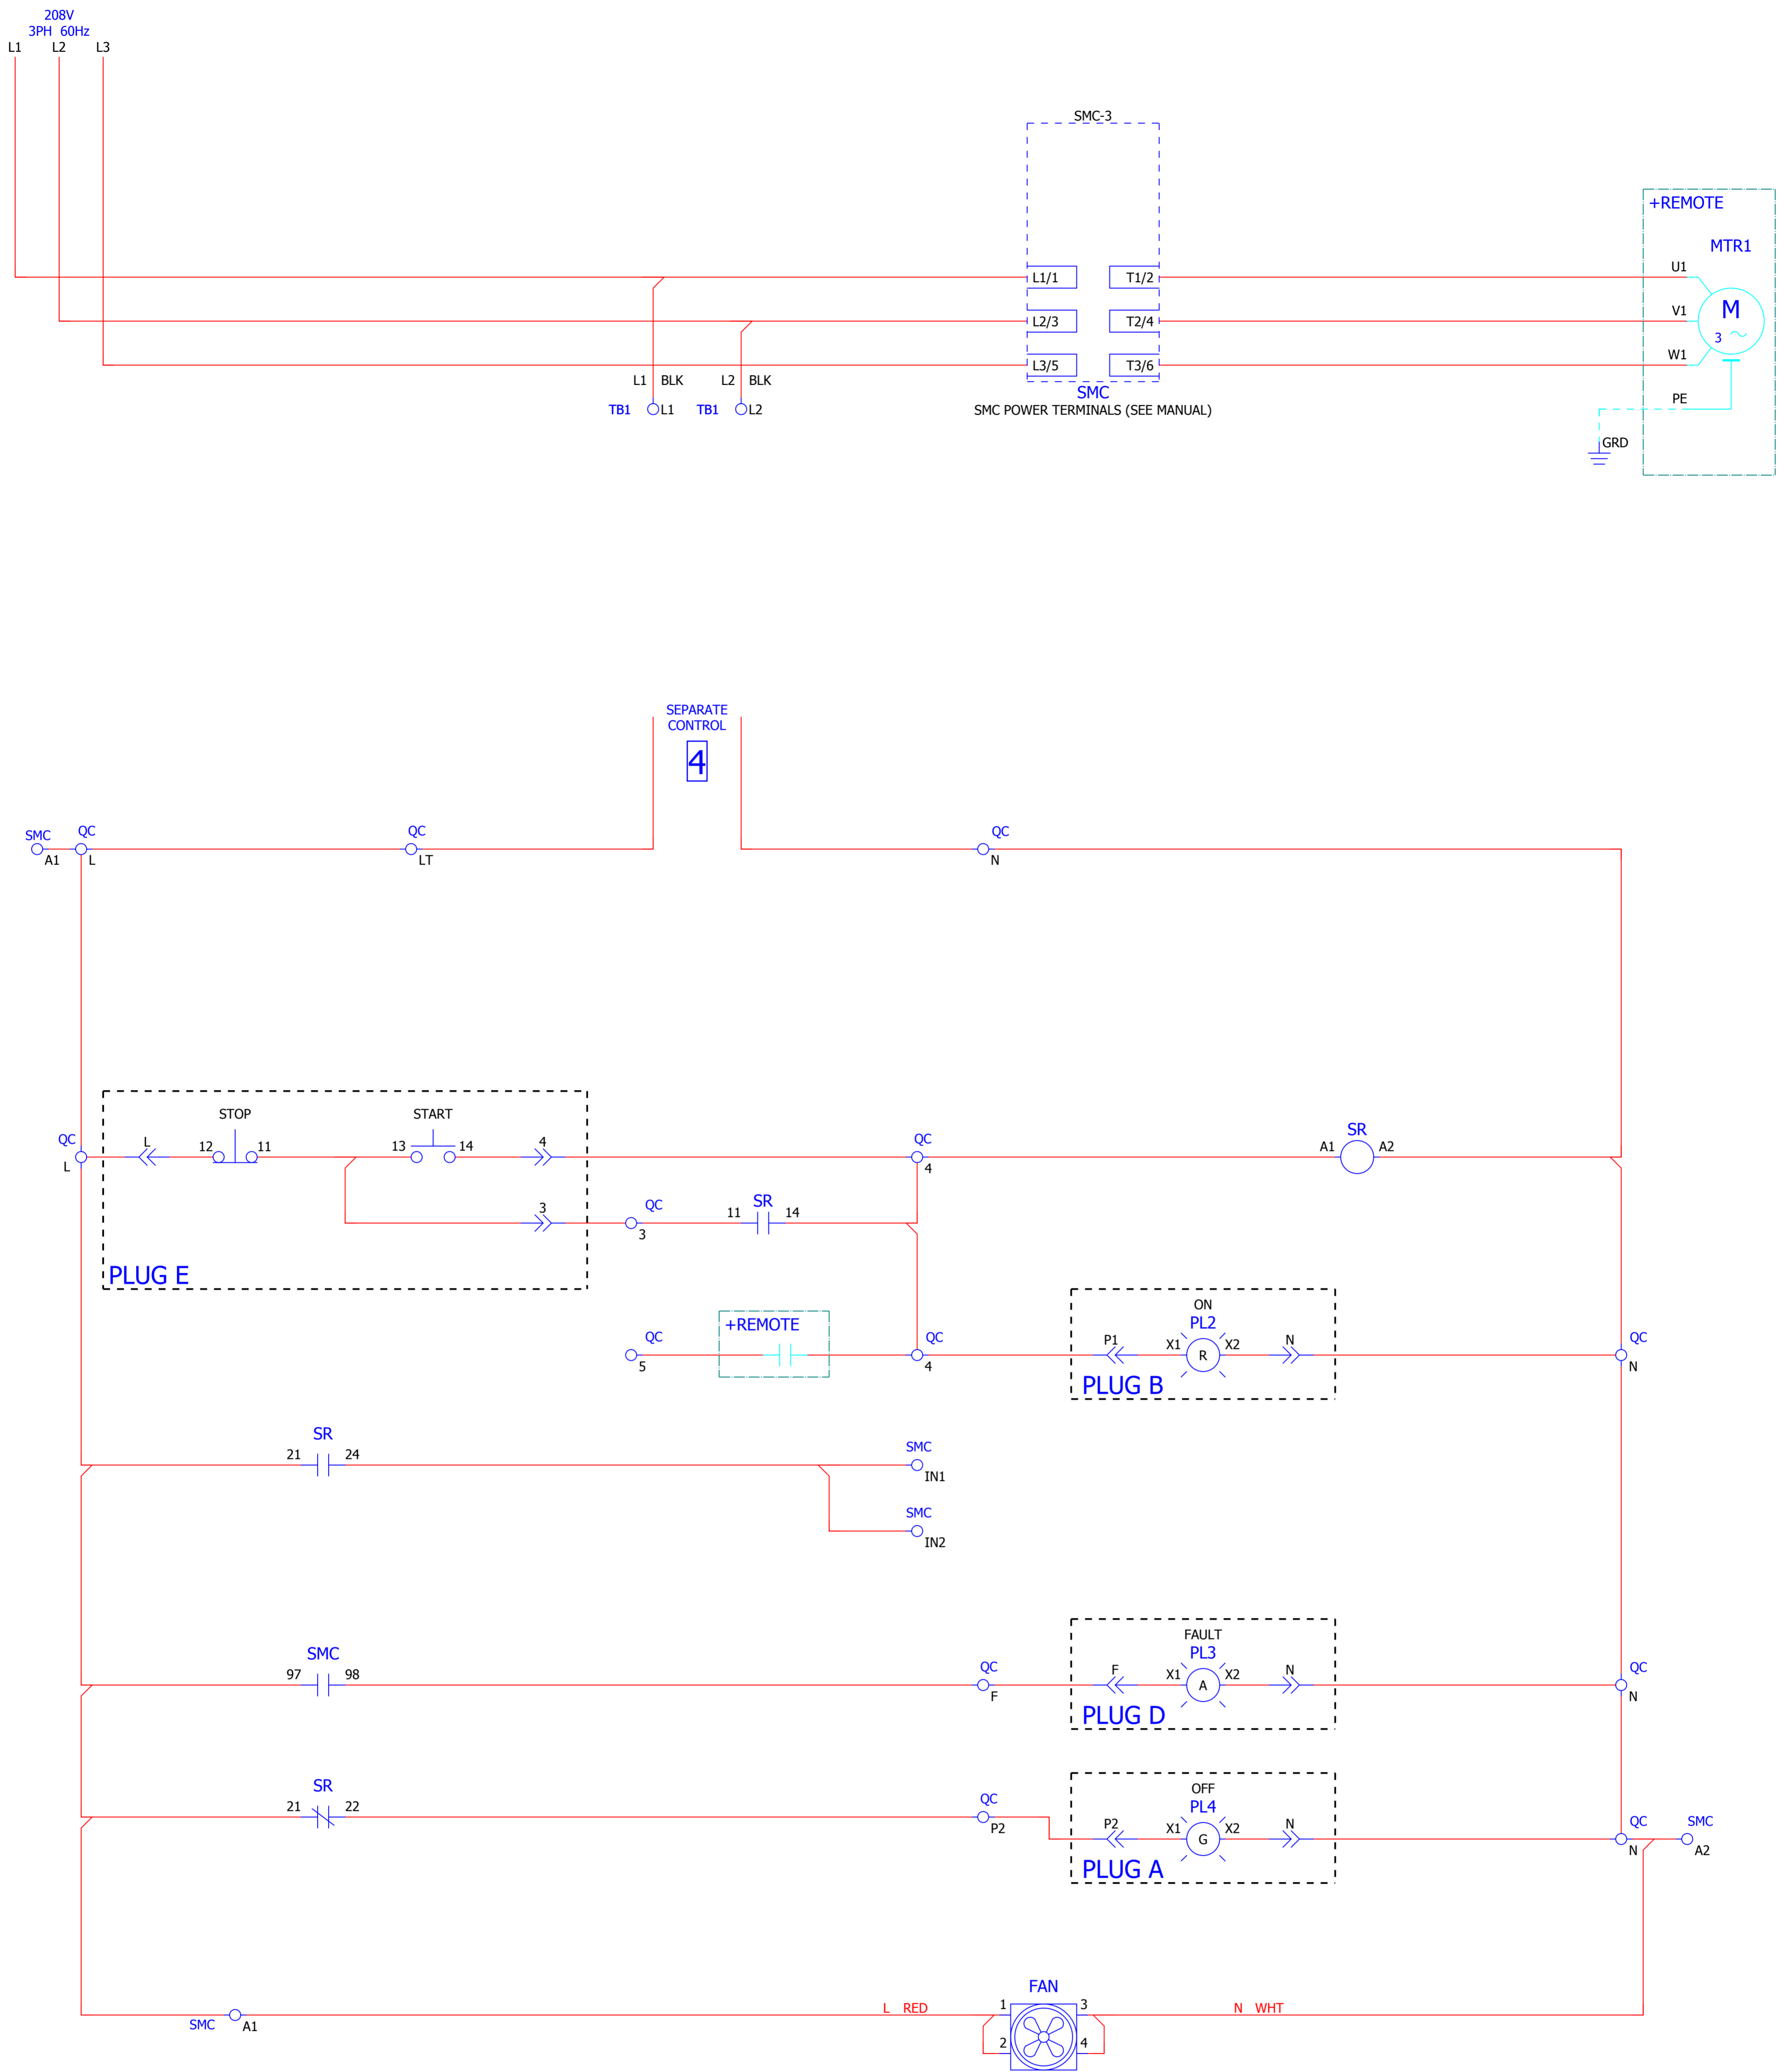 208V
3PH 60Hz
L1 L2 L3
SMC-3
+REMOTE
MTR1
U1
L1/1 T1/2
M
3
V1
L2/3 T2/4
W1
L3/5 T3/6
L1 BLK L2 BLK
SMC
PE
TB1 L1 TB1 L2
SMC POWER TERMINALS (SEE MANUAL)
GRD
SEPARATE
CONTROL
4
SMC QC QC QC
A1 L LT N
STOP START
QC L 12 11 13 14 4 QC SR
A1 A2
L 4
3 QC 11 SR 14
3
PLUG E
ON
+REMOTE PL2
QC QC P1 X1 R X2 N QC
5 4 N
PLUG B
SR
21 24 SMC
IN1
SMC
IN2
FAULT
SMC PL3
97 98 QC F X1 A X2 N QC
F N
PLUG D
OFF
SR PL4
21 22 QC P2 X1 G X2 N QC SMC
P2 N A2
PLUG A
FAN
L RED 1 3 N WHT
SMC A1
2 4